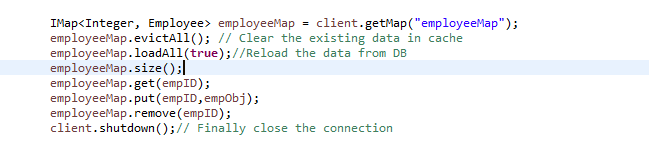 IMap<Integer, Employee> employeeMap = client.getMap("employeeMap");
employeeMap.evictAll(); // Clear the existing data in cache
employeeMap.loadAll(true);//Reload the data from DB
employeeMap.size();
employeeMap.get(empID);
employeeMap.put(empID,empObj);
employeeMap.remove(empID);
client.shutdown();// Finally close the connection